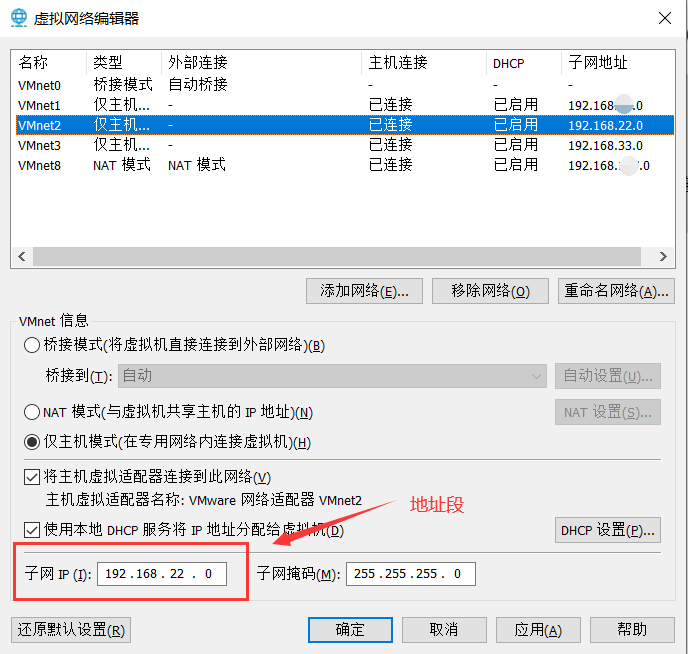 虚拟网络编辑器
名称 类型 外部连接 主机连接 DHCP 子网地址
VMnet0 桥接模式 自动桥接 - - -
VMnet1 仅主机... - 已连接 已启用 192.168. .0
VMnet2 仅主机... - 已连接 已启用 192.168.22.0
VMnet3 仅主机... - 已连接 已启用 192.168.33.0
VMnet8 NAT 模式 NAT 模式 已连接 已启用 192.168. .0
添加网络(E)... 移除网络(O) 重命名网络(A)...
VMnet 信息
桥接模式(将虚拟机直接连接到外部网络)(B)
桥接到(T): 自动 自动设置(U)...
NAT 模式(与虚拟机共享主机的 IP 地址)(N) NAT 设置(S)...
仅主机模式(在专用网络内连接虚拟机)(H)
将主机虚拟适配器连接到此网络(V)
主机虚拟适配器名称: VMware 网络适配器 VMnet2
地址段
使用本地 DHCP 服务将 IP 地址分配给虚拟机(D) DHCP 设置(P)...
子网 IP (I): 192 . 168 . 22 . 0 子网掩码(M): 255 . 255 . 255 . 0
还原默认设置(R) 确定 取消 应用(A) 帮助